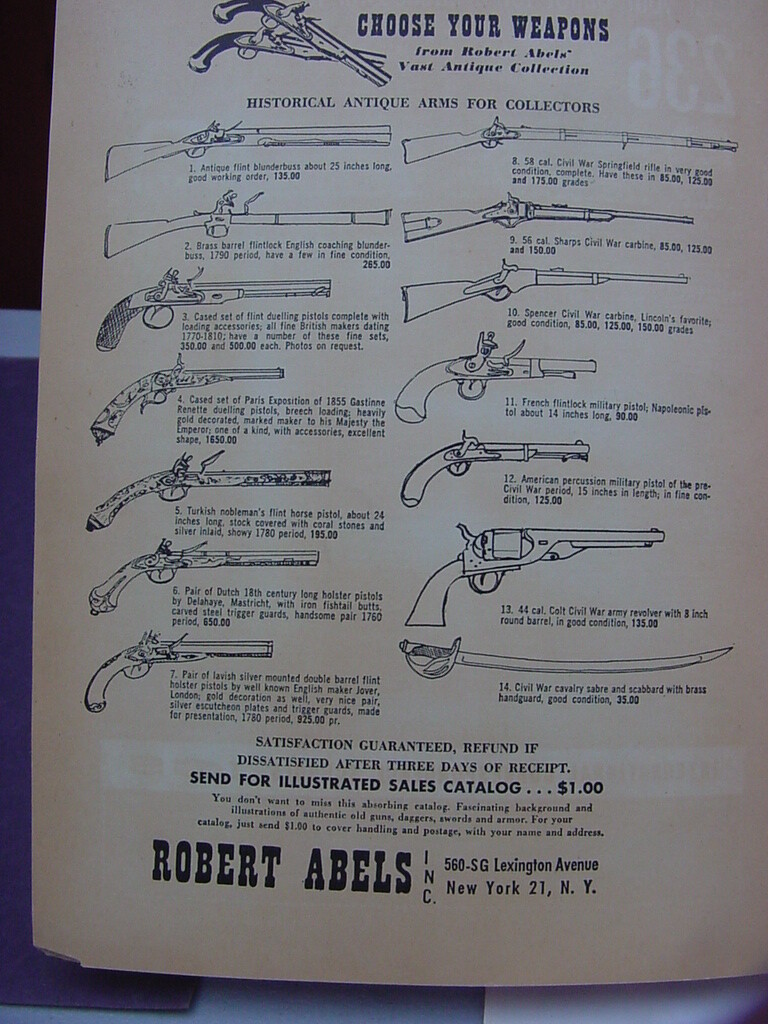 CHOOSE YOUR WEAPONS
from Robert Abels'
Vast Antique Collection
HISTORICAL ANTIQUE ARMS FOR COLLECTORS
1. Antique flint blunderbuss about 25 inches long,
good working order, 135.00
2. Brass barrel flintlock English coaching blunder-
buss, 1790 period, have a few in fine condition,
265.00
3. Cased set of flint duelling pistols complete with
loading accessories; all fine British makers dating
1770-1810; have a number of these fine sets,
350.00 and 500.00 each. Photos on request.
4. Cased set of Paris Exposition of 1855 Gastinne
Renette duelling pistols, breech loading; heavily
gold decorated, marked maker to his Majesty the
Emperor; one of a kind, with accessories, excellent
shape, 1650.00
5. Turkish nobleman's flint horse pistol, about 24
inches long, stock covered with coral stones and
silver inlaid, showy 1780 period, 195.00
6. Pair of Dutch 18th century long holster pistols
by Delahaye, Mastricht, with iron fishtail butts,
carved steel trigger guards, handsome pair 1760
period, 650.00
7. Pair of lavish silver mounted double barrel flint
holster pistols by well known English maker Jover,
London; gold decoration as well, very nice pair,
silver escutcheon plates and trigger guards, made
for presentation, 1780 period, 925.00 pr.
8. 58 cal. Civil War Springfield rifle in very good
condition, complete. Have these in 85.00, 125.00
and 175.00 grades
9. 56 cal. Sharps Civil War carbine, 85.00, 125.00
and 150.00
10. Spencer Civil War carbine, Lincoln's favorite;
good condition, 85.00, 125.00, 150.00 grades
11. French flintlock military pistol; Napoleonic pis-
tol about 14 inches long, 90.00
12. American percussion military pistol of the pre-
Civil War period, 15 inches in length; in fine con-
dition, 125.00
13. 44 cal. Colt Civil War army revolver with 8 inch
round barrel, in good condition, 135.00
14. Civil War cavalry sabre and scabbard with brass
handguard, good condition, 35.00
SATISFACTION GUARANTEED, REFUND IF
DISSATISFIED AFTER THREE DAYS OF RECEIPT.
SEND FOR ILLUSTRATED SALES CATALOG . . . $1.00
You don't want to miss this absorbing catalog. Fascinating background and
illustrations of authentic old guns, daggers, swords and armor. For your
catalog, just send $1.00 to cover handling and postage, with your name and address.
ROBERT ABELS INC.
560-SG Lexington Avenue
New York 21, N. Y.